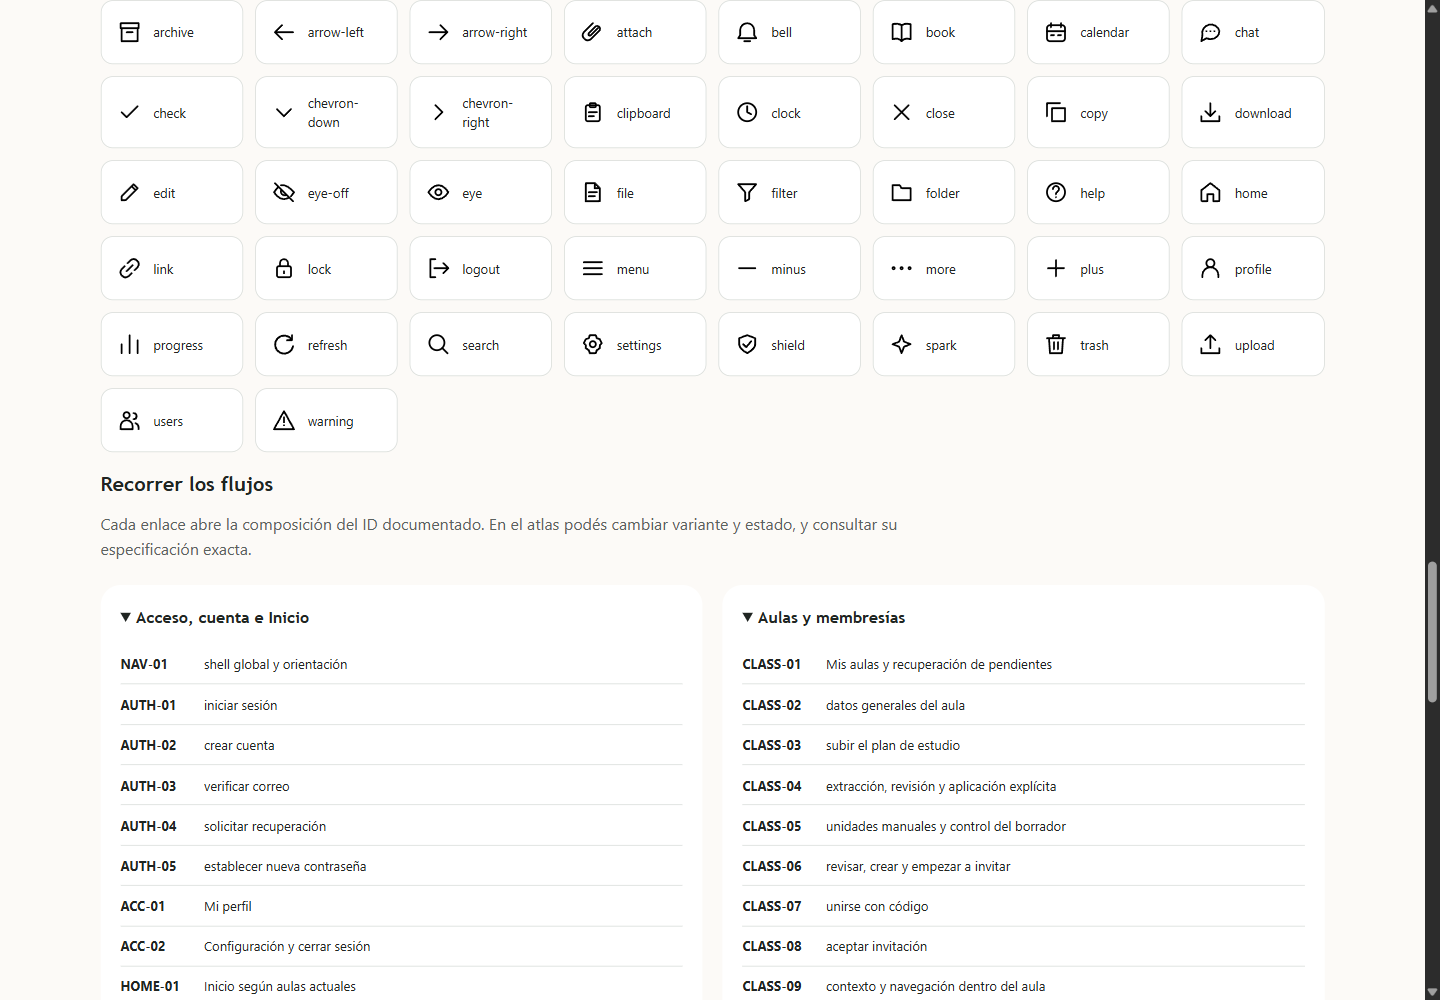 archive
arrow-left
arrow-right
attach
bell
book
calendar
chat
check
chevron-
down
chevron-
right
clipboard
clock
close
copy
download
edit
eye-off
eye
file
filter
folder
help
home
link
lock
logout
menu
minus
more
plus
profile
progress
refresh
search
settings
shield
spark
trash
upload
users
warning
Recorrer los flujos
Cada enlace abre la composición del ID documentado. En el atlas podés cambiar variante y estado, y consultar su
especificación exacta.
Acceso, cuenta e Inicio
NAV-01 shell global y orientación
AUTH-01 iniciar sesión
AUTH-02 crear cuenta
AUTH-03 verificar correo
AUTH-04 solicitar recuperación
AUTH-05 establecer nueva contraseña
ACC-01 Mi perfil
ACC-02 Configuración y cerrar sesión
HOME-01 Inicio según aulas actuales
Aulas y membresías
CLASS-01 Mis aulas y recuperación de pendientes
CLASS-02 datos generales del aula
CLASS-03 subir el plan de estudio
CLASS-04 extracción, revisión y aplicación explícita
CLASS-05 unidades manuales y control del borrador
CLASS-06 revisar, crear y empezar a invitar
CLASS-07 unirse con código
CLASS-08 aceptar invitación
CLASS-09 contexto y navegación dentro del aula